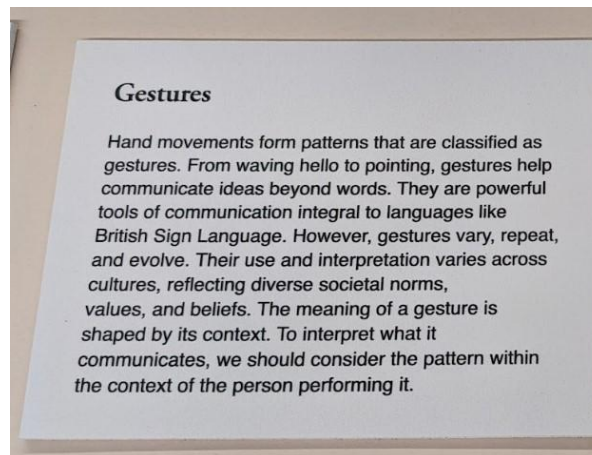 Gestures
Hand movements form patterns that are classified as
gestures. From waving hello to pointing, gestures help
communicate ideas beyond words. They are powerful
tools of communication integral to languages like
British Sign Language. However, gestures vary, repeat,
and evolve. Their use and interpretation varies across
cultures, reflecting diverse societal norms,
values, and beliefs. The meaning of a gesture is
shaped by its context. To interpret what it
communicates, we should consider the pattern within
the context of the person performing it.